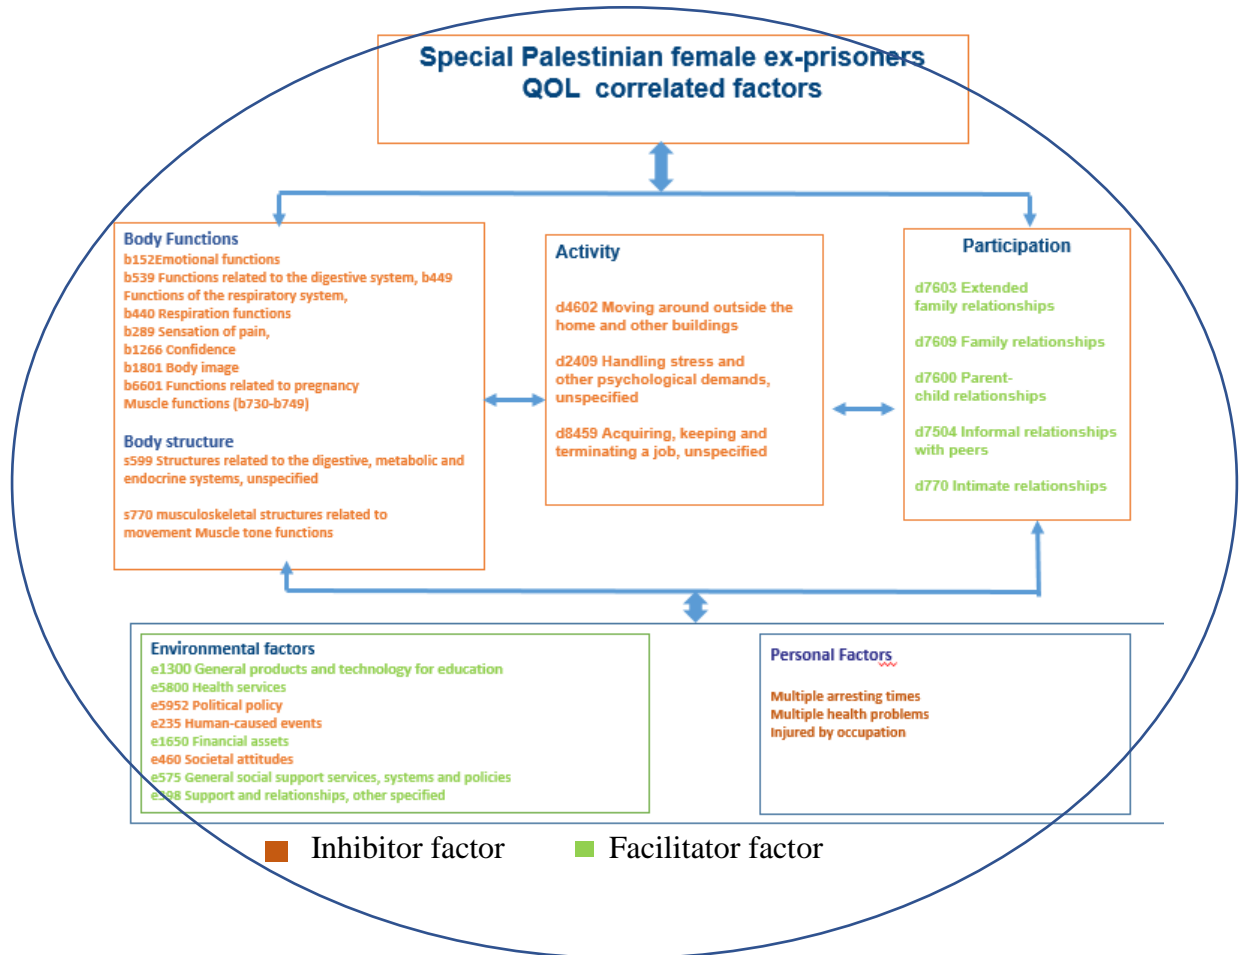 Special Palestinian female ex-prisoners
QOL correlated factors
Body Functions
b152Emotional functions
b539 Functions related to the digestive system, b449
Functions of the respiratory system,
b440 Respiration functions
b289 Sensation of pain,
b1266 Confidence
b1801 Body image
b6601 Functions related to pregnancy
Muscle functions (b730-b749)
Body structure
s599 Structures related to the digestive, metabolic and
endocrine systems, unspecified
s770 musculoskeletal structures related to
movement Muscle tone functions
Activity
d4602 Moving around outside the
home and other buildings
d2409 Handling stress and
other psychological demands,
unspecified
d8459 Acquiring, keeping and
terminating a job, unspecified
Participation
d7603 Extended
family relationships
d7609 Family relationships
d7600 Parent-
child relationships
d7504 Informal relationships
with peers
d770 Intimate relationships
Environmental factors
e1300 General products and technology for education
e5800 Health services
e5952 Political policy
e235 Human-caused events
e1650 Financial assets
e460 Societal attitudes
e575 General social support services, systems and policies
e398 Support and relationships, other specified
Personal Factors
Multiple arresting times
Multiple health problems
Injured by occupation
Inhibitor factor
Facilitator factor